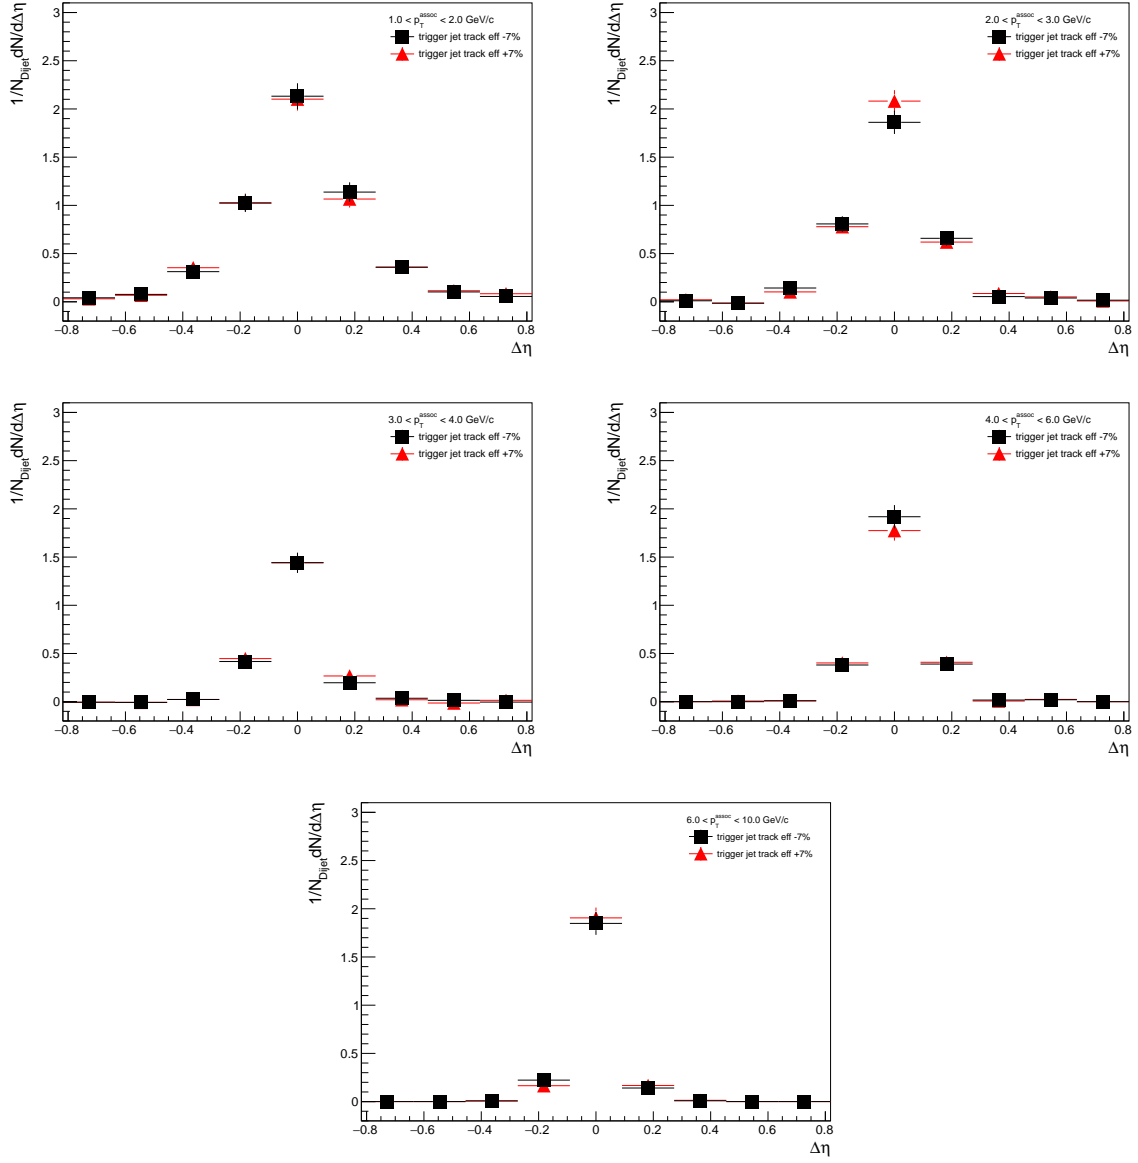 1/N_Dijet dN/dΔη
1.0 < p_T^assoc < 2.0 GeV/c
trigger jet track eff -7%
trigger jet track eff +7%
3
2.5
2
1.5
1
0.5
0
−0.8 −0.6 −0.4 −0.2 0 0.2 0.4 0.6 0.8
Δη
1/N_Dijet dN/dΔη
2.0 < p_T^assoc < 3.0 GeV/c
trigger jet track eff -7%
trigger jet track eff +7%
3
2.5
2
1.5
1
0.5
0
−0.8 −0.6 −0.4 −0.2 0 0.2 0.4 0.6 0.8
Δη
1/N_Dijet dN/dΔη
3.0 < p_T^assoc < 4.0 GeV/c
trigger jet track eff -7%
trigger jet track eff +7%
3
2.5
2
1.5
1
0.5
0
−0.8 −0.6 −0.4 −0.2 0 0.2 0.4 0.6 0.8
Δη
1/N_Dijet dN/dΔη
4.0 < p_T^assoc < 6.0 GeV/c
trigger jet track eff -7%
trigger jet track eff +7%
3
2.5
2
1.5
1
0.5
0
−0.8 −0.6 −0.4 −0.2 0 0.2 0.4 0.6 0.8
Δη
1/N_Dijet dN/dΔη
6.0 < p_T^assoc < 10.0 GeV/c
trigger jet track eff -7%
trigger jet track eff +7%
3
2.5
2
1.5
1
0.5
0
−0.8 −0.6 −0.4 −0.2 0 0.2 0.4 0.6 0.8
Δη